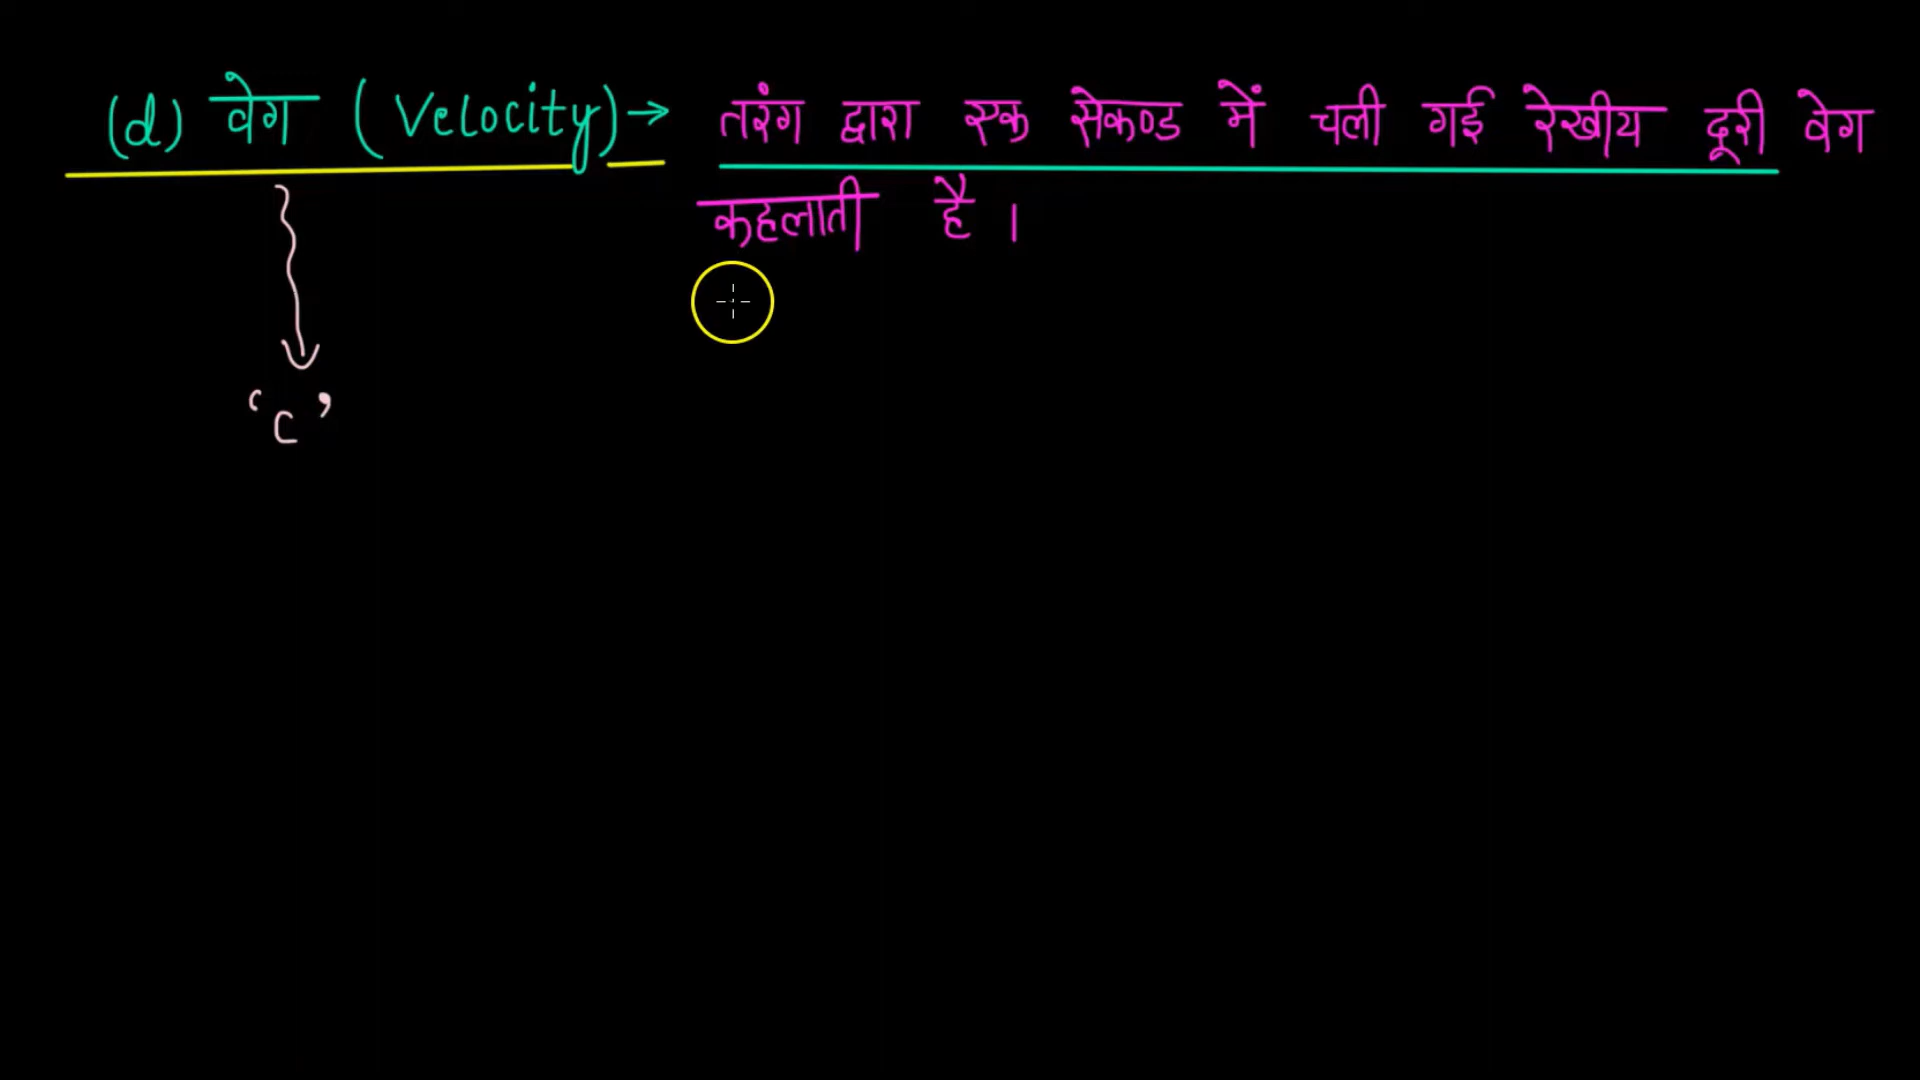 (d) वेग (Velocity)→ तरंग द्वारा एक सेकण्ड में चली गई रेखीय दूरी वेग
कहलाती है ।
‘c’